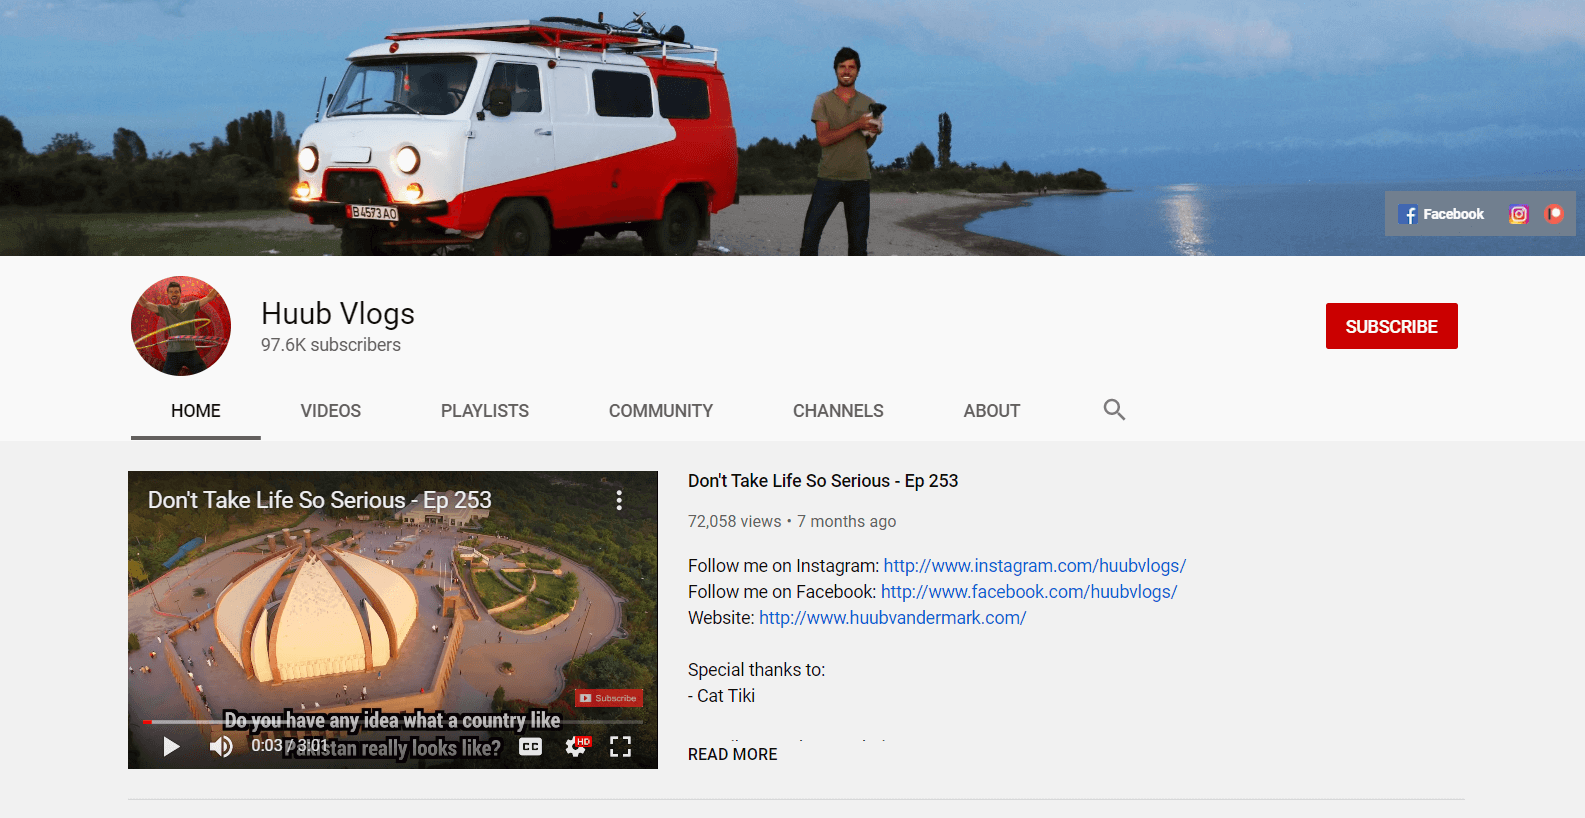 B 4573 AO
Facebook
Huub Vlogs
97.6K subscribers
SUBSCRIBE
HOME VIDEOS PLAYLISTS COMMUNITY CHANNELS ABOUT
Don't Take Life So Serious - Ep 253
Subscribe
Do you have any idea what a country like
Pakistan really looks like?
0:03 / 3:01
CC
HD
Don't Take Life So Serious - Ep 253
72,058 views • 7 months ago
Follow me on Instagram: http://www.instagram.com/huubvlogs/
Follow me on Facebook: http://www.facebook.com/huubvlogs/
Website: http://www.huubvandermark.com/
Special thanks to:
- Cat Tiki
READ MORE